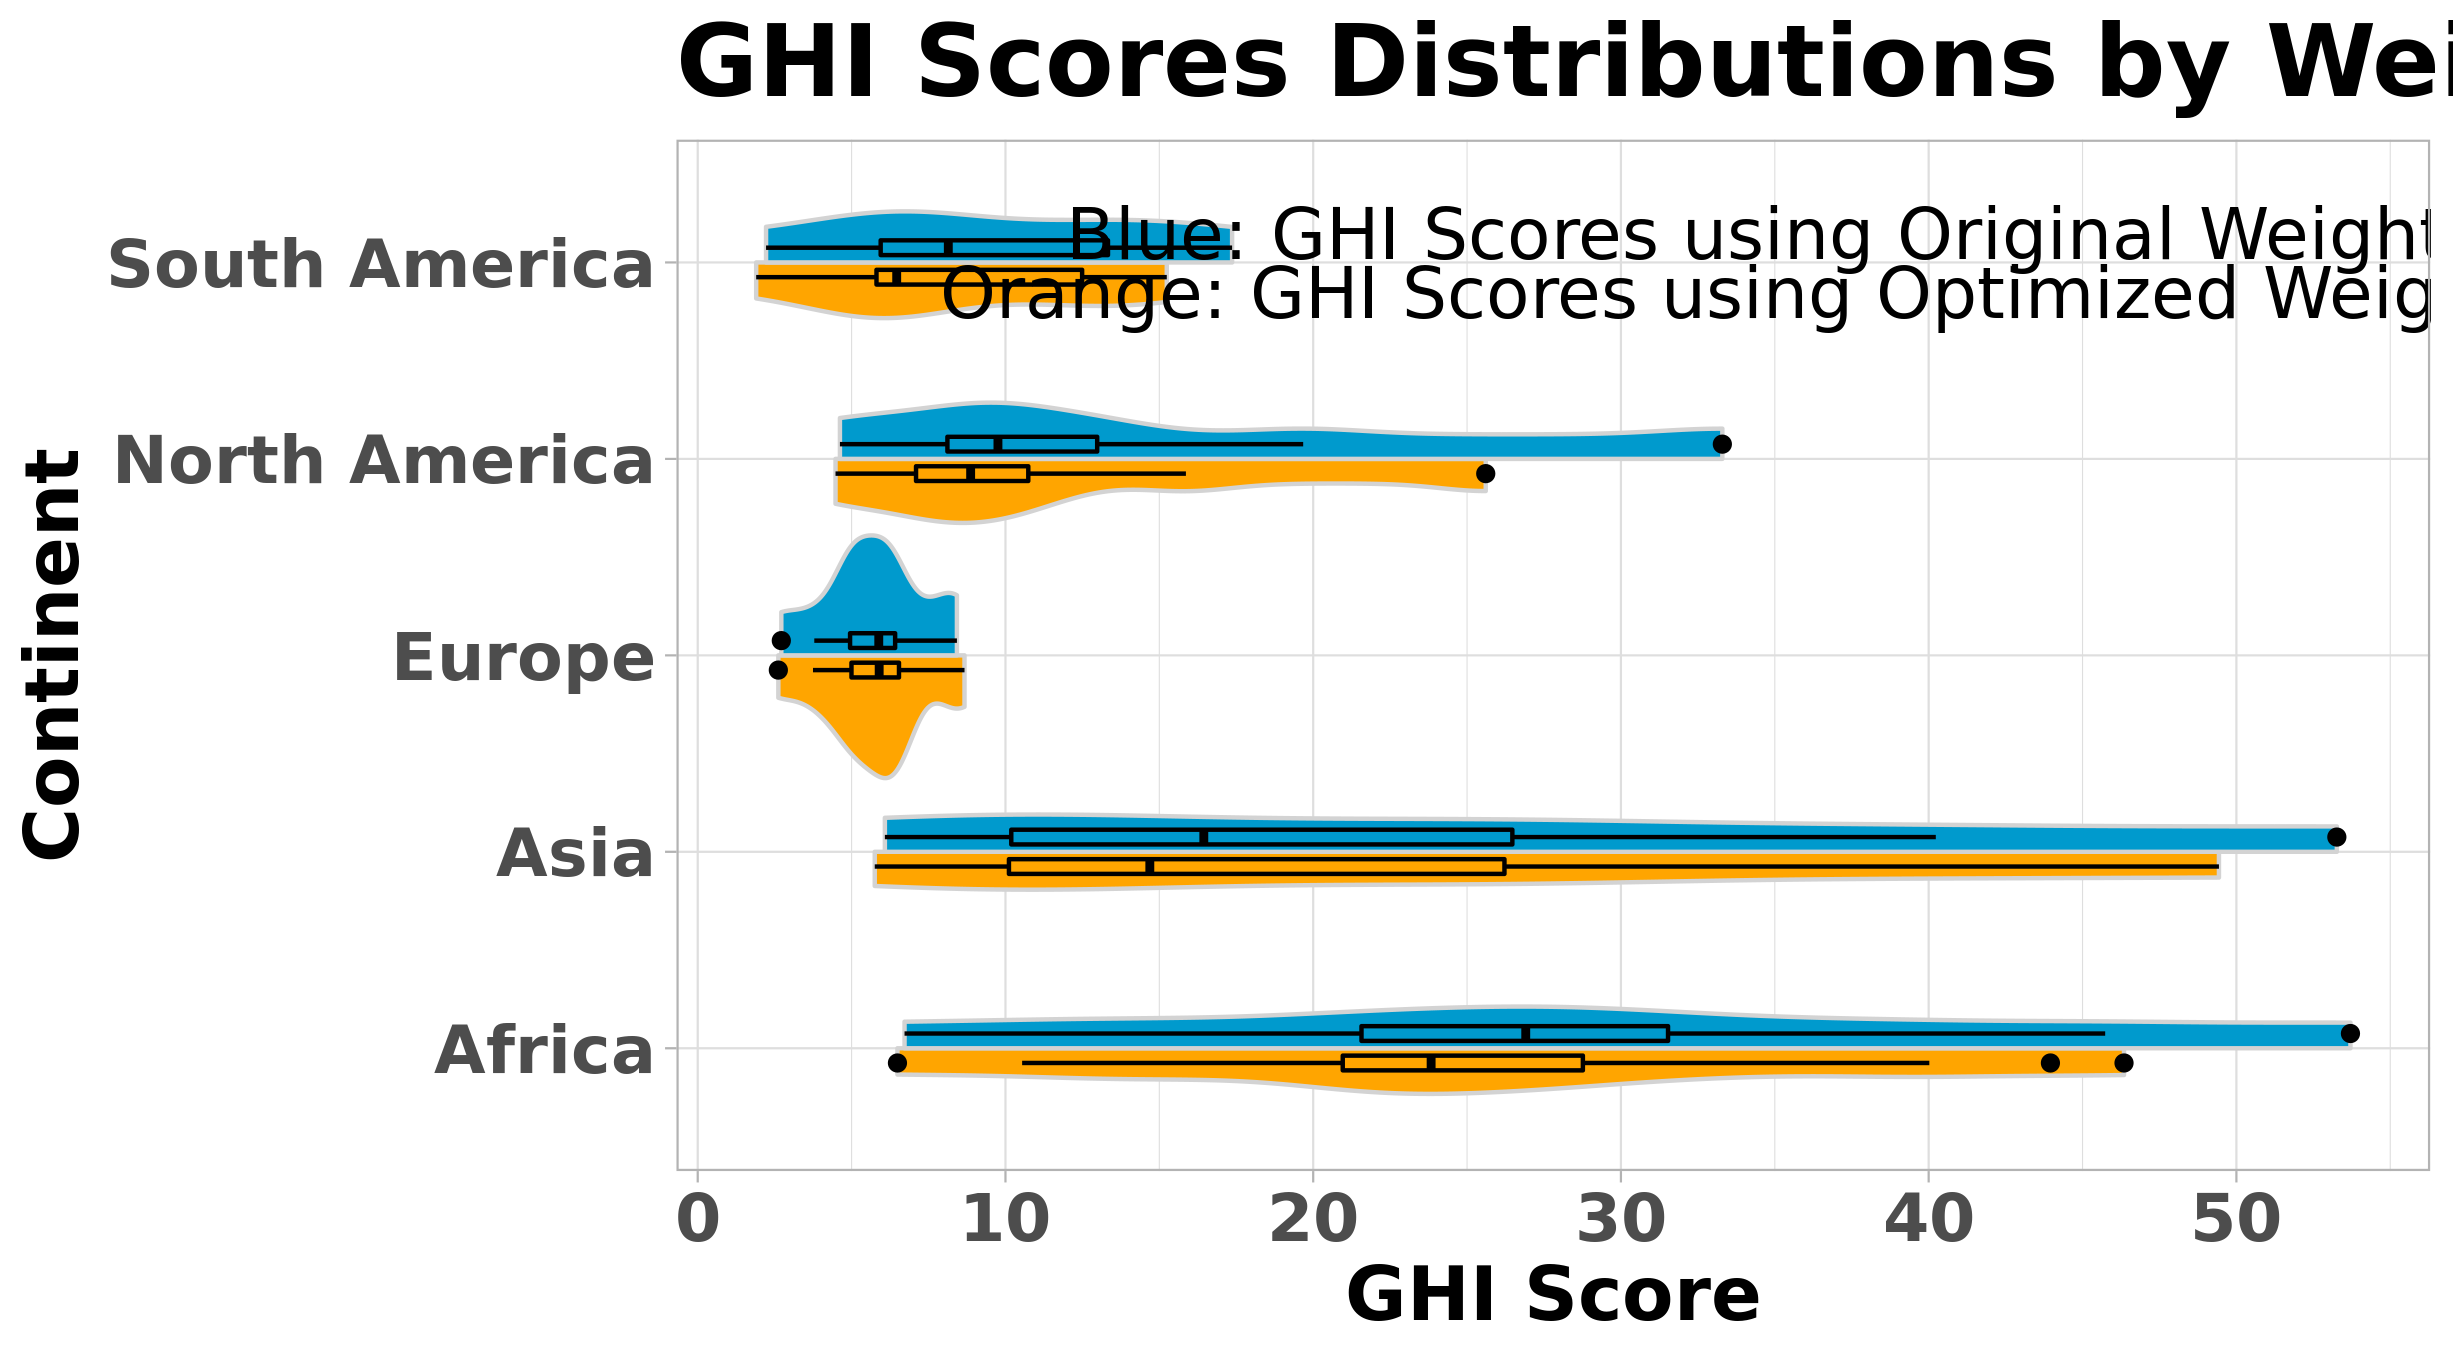 GHI Scores Distributions by Wei
Blue: GHI Scores using Original Weight
Orange: GHI Scores using Optimized Weig
South America
North America
Europe
Asia
Africa
Continent
0 10 20 30 40 50
GHI Score